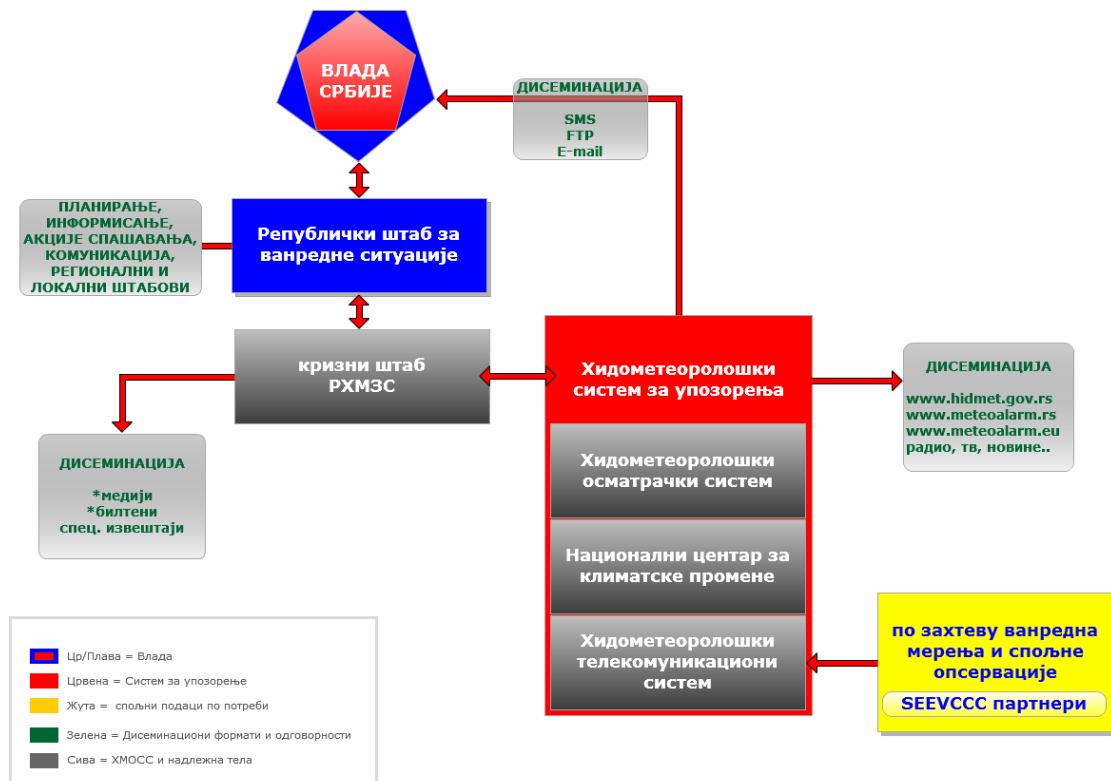 ВЛАДА
СРБИЈЕ
ДИСЕМИНАЦИЈА
SMS
FTP
E-mail
ПЛАНИРАЊЕ,
ИНФОРМИСАЊЕ,
АКЦИЈЕ СПАШАВАЊА,
КОМУНИКАЦИЈА,
РЕГИОНАЛНИ И
ЛОКАЛНИ ШТАБОВИ
Републички штаб за
ванредне ситуације
кризни штаб
РХМЗС
Хидометеоролошки
систем за упозорења
ДИСЕМИНАЦИЈА
www.hidmet.gov.rs
www.meteoalarm.rs
www.meteoalarm.eu
радио, тв, новине..
ДИСЕМИНАЦИЈА
*медији
*билтени
спец. извештаји
Хидометеоролошки
осматрачки систем
Национални центар за
климатске промене
Хидометеоролошки
телекомуникациони
систем
по захтеву ванредна
мерења и спољне
опсервације
SEEVCCC партнери
Цр/Плава = Влада
Црвена = Систем за упозорење
Жута = спољни подаци по потреби
Зелена = Дисеминациони формати и одговорности
Сива = ХМОСС и надлежна тела